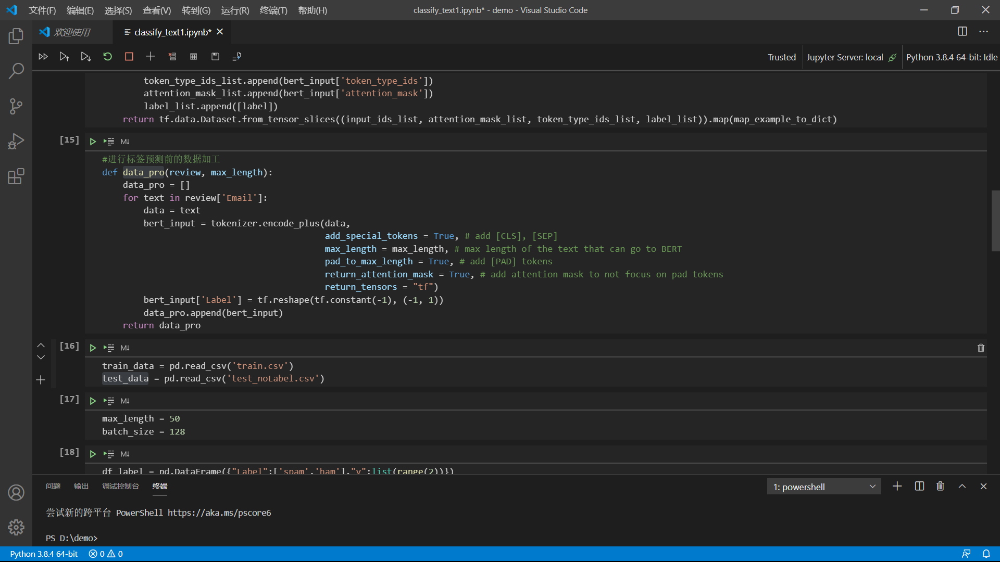 文件(F) 编辑(E) 选择(S) 查看(V) 转到(G) 运行(R) 终端(T) 帮助(H) classify_text1.ipynb* - demo - Visual Studio Code
欢迎使用 classify_text1.ipynb*
Trusted Jupyter Server: local Python 3.8.4 64-bit: Idle
token_type_ids_list.append(bert_input['token_type_ids'])
attention_mask_list.append(bert_input['attention_mask'])
label_list.append([label])
return tf.data.Dataset.from_tensor_slices((input_ids_list, attention_mask_list, token_type_ids_list, label_list)).map(map_example_to_dict)
[15] M↓
#进行标签预测前的数据加工
def data_pro(review, max_length):
data_pro = []
for text in review['Email']:
data = text
bert_input = tokenizer.encode_plus(data,
add_special_tokens = True, # add [CLS], [SEP]
max_length = max_length, # max length of the text that can go to BERT
pad_to_max_length = True, # add [PAD] tokens
return_attention_mask = True, # add attention mask to not focus on pad tokens
return_tensors = "tf")
bert_input['Label'] = tf.reshape(tf.constant(-1), (-1, 1))
data_pro.append(bert_input)
return data_pro
[16] M↓
train_data = pd.read_csv('train.csv')
test_data = pd.read_csv('test_noLabel.csv')
[17] M↓
max_length = 50
batch_size = 128
[18] M↓
df_label = pd.DataFrame({"Label":['spam','ham'],"y":list(range(2))})
问题 输出 调试控制台 终端 1: powershell
尝试新的跨平台 PowerShell https://aka.ms/pscore6
PS D:\demo>
Python 3.8.4 64-bit 0 0